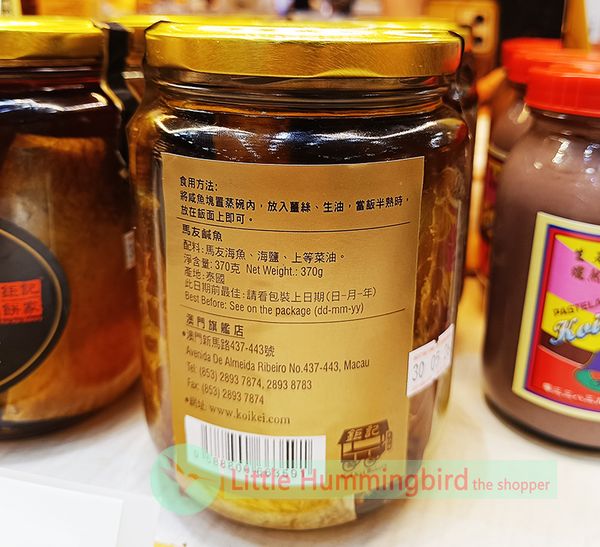 食用方法:
將咸魚塊置蒸碗內，放入薑絲、生油，當飯半熟時，
放在飯面上即可。
馬友鹹魚
配料: 馬友海魚、海鹽、上等菜油。
淨含量: 370克 Net Weight.: 370g
產地: 泰國
此日期前最佳: 請看包裝上日期（日-月-年）
Best Before: See on the package (dd-mm-yy)
澳門旗艦店
*澳門新馬路437-443號
Avenida De Almeida Ribeiro No.437-443, Macau
Tel: (853) 2893 7874, 2893 8783
Fax: (853) 2893 7874
*網址: www.koikei.com
鉅記
鉅記
餅家
30 05
PASTELA
Koi
Little Hummingbird the shopper